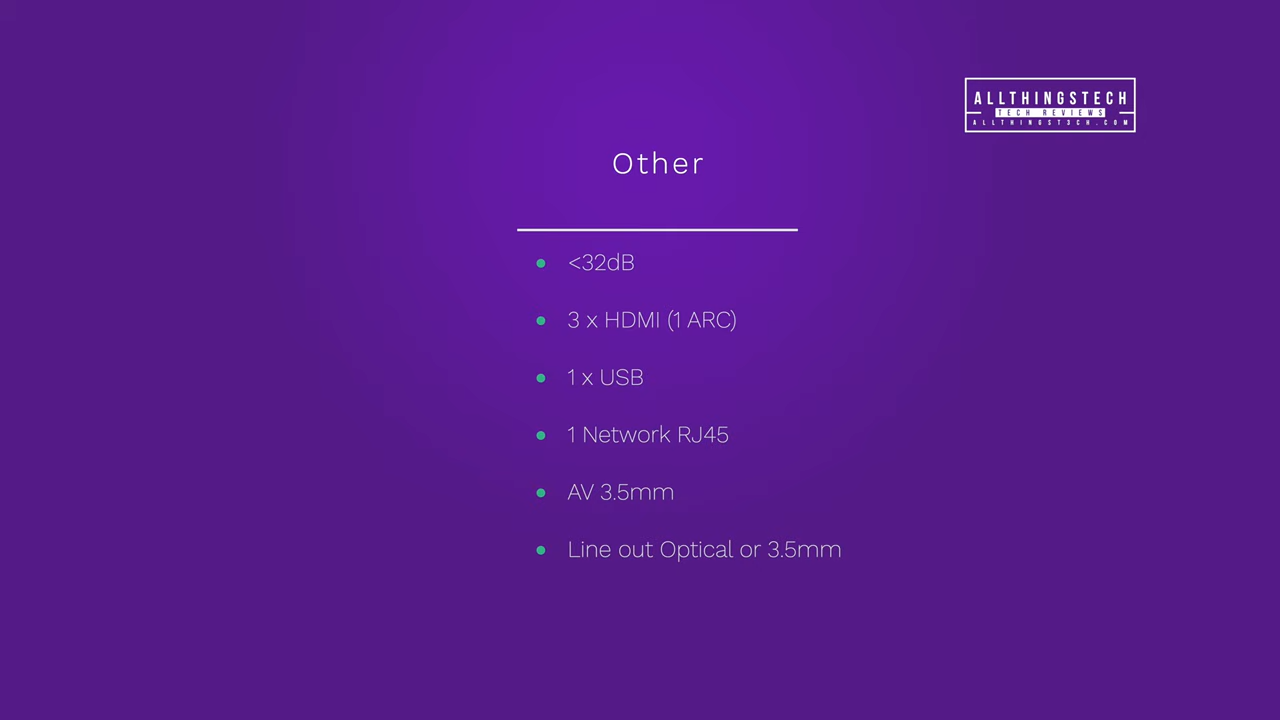 ALLTHINGSTECH
TECH REVIEWS
ALLTHINGST3CH.COM
Other
<32dB
3 x HDMI (1 ARC)
1 x USB
1 Network RJ45
AV 3.5mm
Line out Optical or 3.5mm